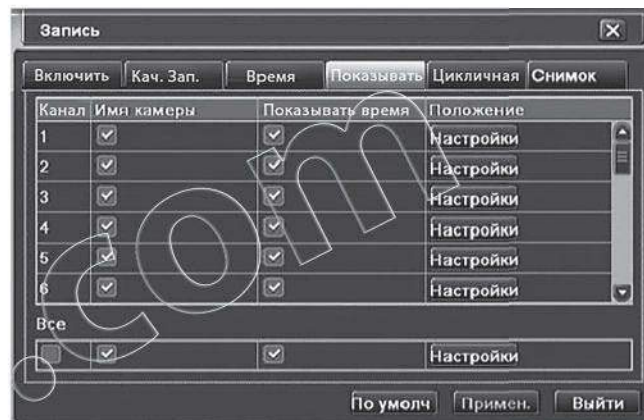 Запись
Включить Кач. Зап. Время Показывать Цикличная Снимок
Канал Имя камеры Показывать время Положение
1 Настройки
2 Настройки
3 Настройки
4 Настройки
5 Настройки
6 Настройки
Все
Настройки
По умолч Примен. Выйти
.com